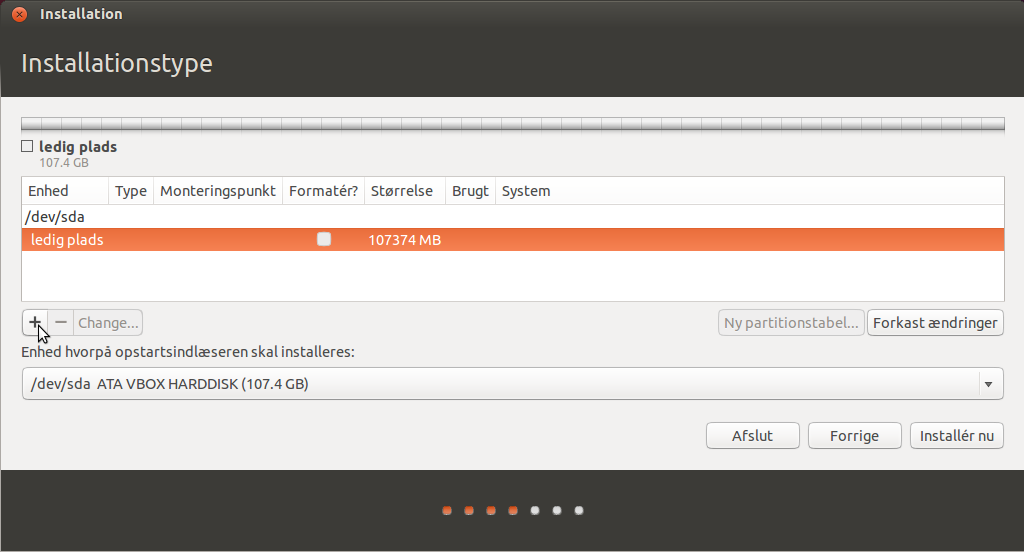 Installation
Installationstype
ledig plads
107.4 GB
Enhed Type Monteringspunkt Formatér? Størrelse Brugt System
/dev/sda
ledig plads 107374 MB
+ − Change... Ny partitionstabel... Forkast ændringer
Enhed hvorpå opstartsindlæseren skal installeres:
/dev/sda ATA VBOX HARDDISK (107.4 GB)
Afslut Forrige Installér nu